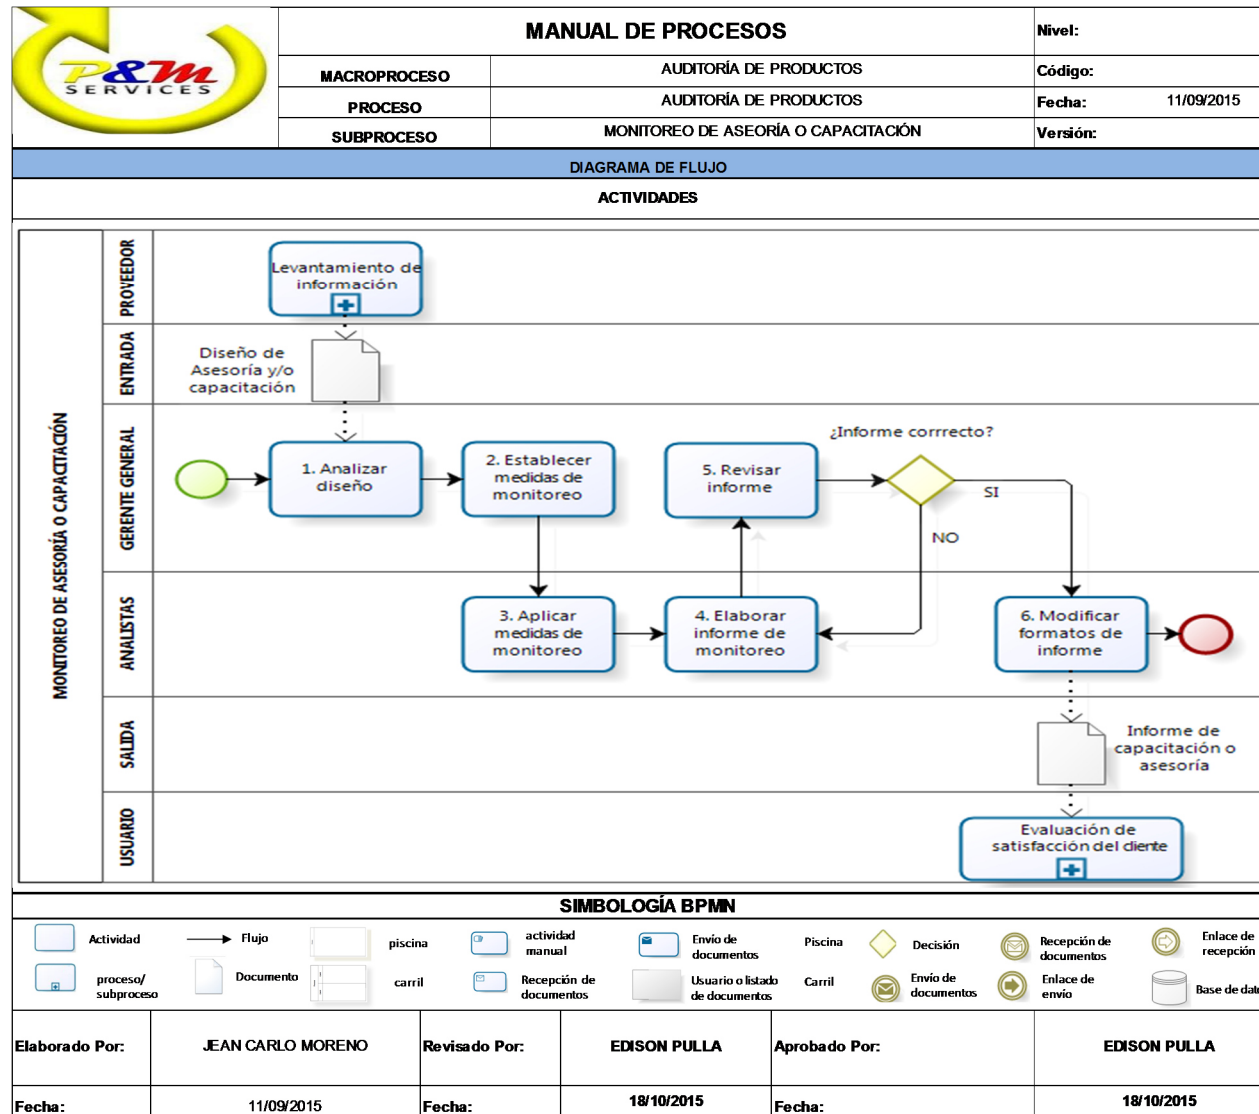 P&M
SERVICES
MANUAL DE PROCESOS
Nivel:
MACROPROCESO
AUDITORÍA DE PRODUCTOS
Código:
PROCESO
AUDITORÍA DE PRODUCTOS
Fecha:
11/09/2015
SUBPROCESO
MONITOREO DE ASEORÍA O CAPACITACIÓN
Versión:
DIAGRAMA DE FLUJO
ACTIVIDADES
MONITOREO DE ASESORÍA O CAPACITACIÓN
PROVEEDOR
Levantamiento de
información
ENTRADA
Diseño de
Asesoría y/o
capacitación
GERENTE GENERAL
1. Analizar
diseño
2. Establecer
medidas de
monitoreo
5. Revisar
informe
¿Informe corrrecto?
SI
NO
ANALISTAS
3. Aplicar
medidas de
monitoreo
4. Elaborar
informe de
monitoreo
6. Modificar
formatos de
informe
SALIDA
Informe de
capacitación o
asesoría
USUARIO
Evaluación de
satisfacción del cliente
SIMBOLOGÍA BPMN
Actividad
Flujo
piscina
actividad
manual
Envío de
documentos
Piscina
Decisión
Recepción de
documentos
Enlace de
recepción
proceso/
subproceso
Documento
carril
Recepción de
documentos
Usuario o listado
de documentos
Carril
Envío de
documentos
Enlace de
envío
Base de dat
Elaborado Por:
JEAN CARLO MORENO
Revisado Por:
EDISON PULLA
Aprobado Por:
EDISON PULLA
Fecha:
11/09/2015
Fecha:
18/10/2015
Fecha:
18/10/2015